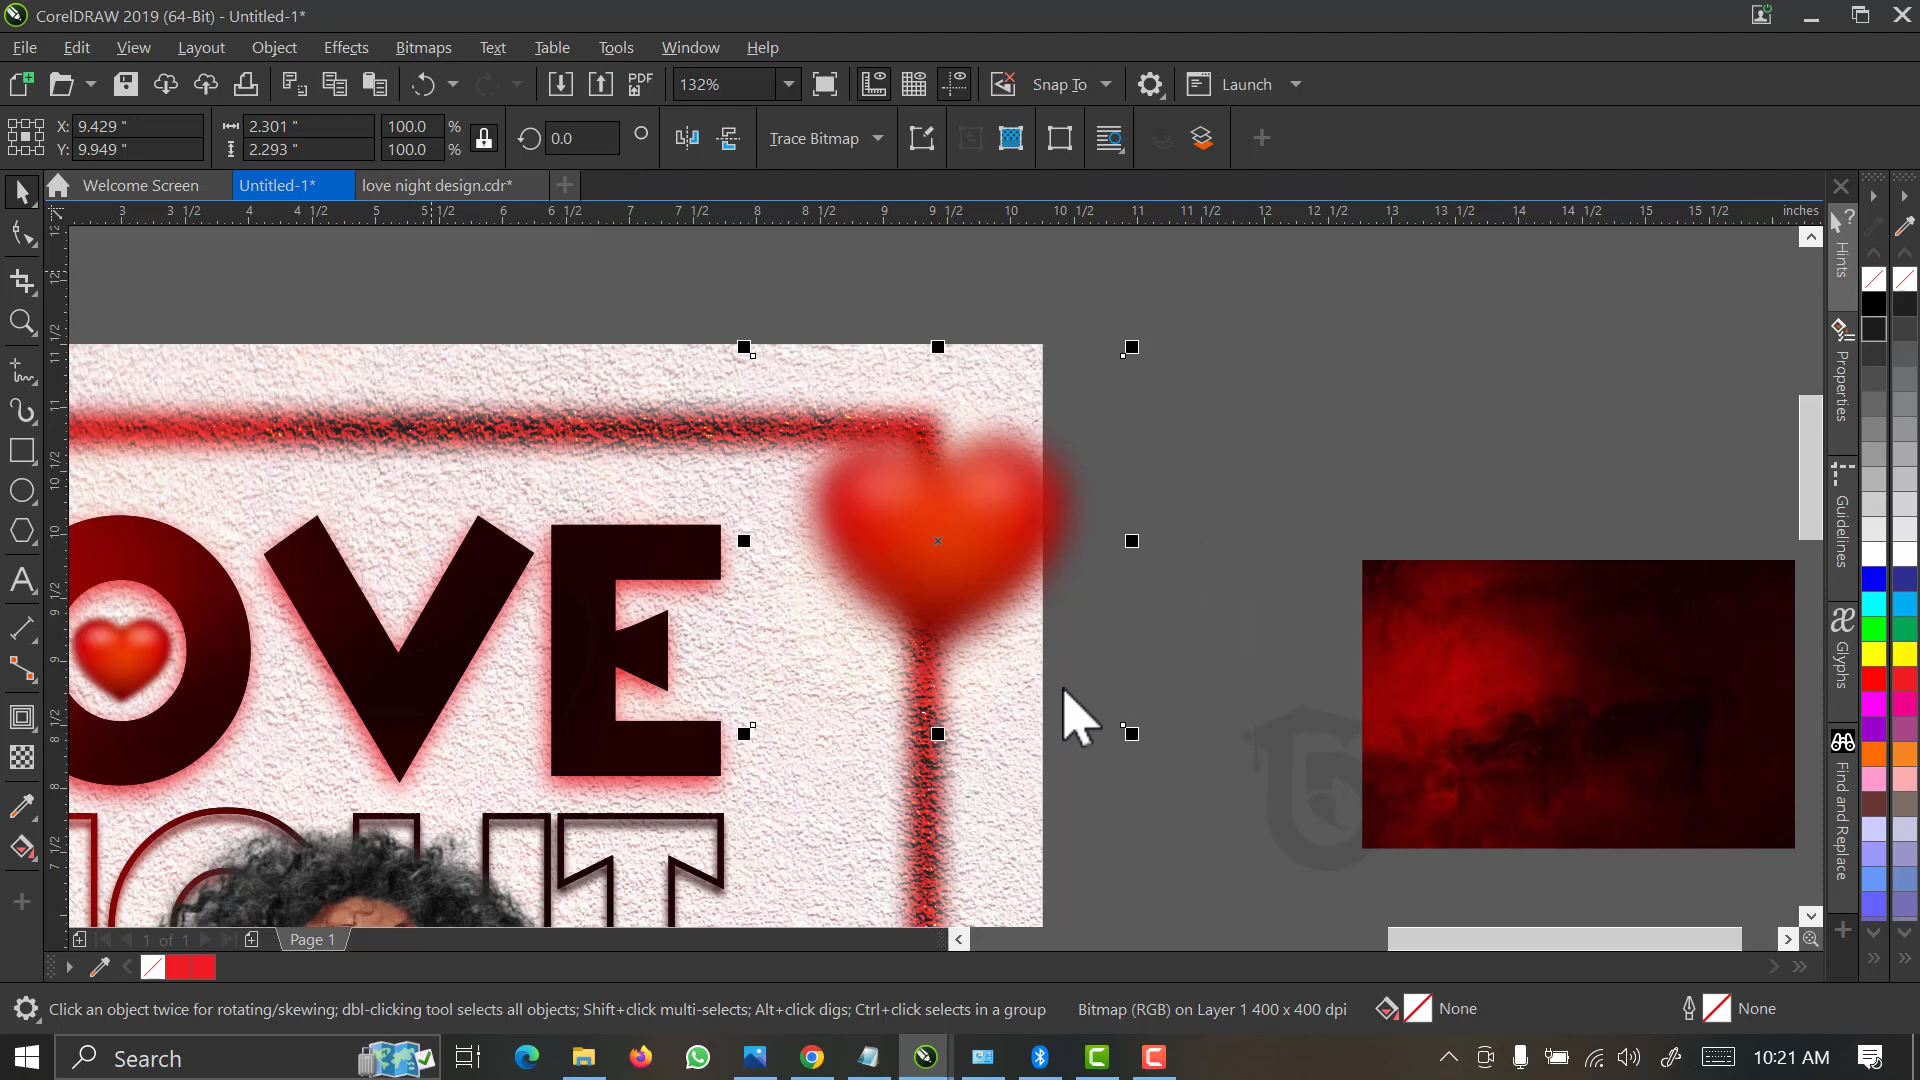 CorelDRAW 2019 (64-Bit) - Untitled-1*
File Edit View Layout Object Effects Bitmaps Text Table Tools Window Help
PDF 132% Snap To Launch
X: 9.429 " 2.301 " 100.0 % 0.0 Trace Bitmap
Y: 9.949 " 2.293 " 100.0 %
Welcome Screen Untitled-1* love night design.cdr*
3 3 1/2 4 4 1/2 5 5 1/2 6 6 1/2 7 7 1/2 8 8 1/2 9 9 1/2 10 10 1/2 11 11 1/2 12 12 1/2 13 13 1/2 14 14 1/2 15 15 1/2 inches
Hints
Properties
Guidelines
Glyphs
Find and Replace
OVE
1 of 1 Page 1
Click an object twice for rotating/skewing; dbl-clicking tool selects all objects; Shift+click multi-selects; Alt+click digs; Ctrl+click selects in a group Bitmap (RGB) on Layer 1 400 x 400 dpi None None
Search 10:21 AM